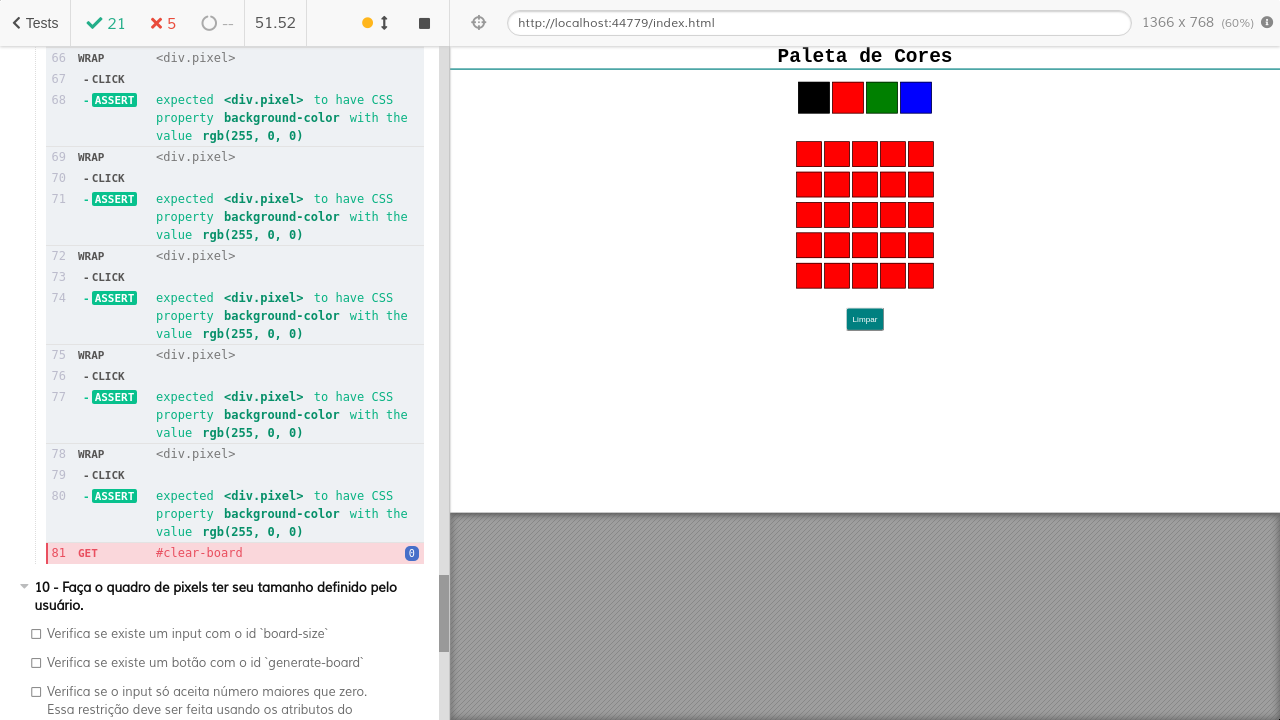 Tests 21 5 -- 51.52 http://localhost:44779/index.html 1366 x 768 (60%)
66 WRAP <div.pixel>
67 -CLICK
68 -ASSERT expected <div.pixel> to have CSS
property background-color with the
value rgb(255, 0, 0)
69 WRAP <div.pixel>
70 -CLICK
71 -ASSERT expected <div.pixel> to have CSS
property background-color with the
value rgb(255, 0, 0)
72 WRAP <div.pixel>
73 -CLICK
74 -ASSERT expected <div.pixel> to have CSS
property background-color with the
value rgb(255, 0, 0)
75 WRAP <div.pixel>
76 -CLICK
77 -ASSERT expected <div.pixel> to have CSS
property background-color with the
value rgb(255, 0, 0)
78 WRAP <div.pixel>
79 -CLICK
80 -ASSERT expected <div.pixel> to have CSS
property background-color with the
value rgb(255, 0, 0)
81 GET #clear-board 0
10 - Faça o quadro de pixels ter seu tamanho definido pelo
usuário.
Verifica se existe um input com o id `board-size`
Verifica se existe um botão com o id `generate-board`
Verifica se o input só aceita número maiores que zero.
Essa restrição deve ser feita usando os atributos do
Paleta de Cores
Limpar